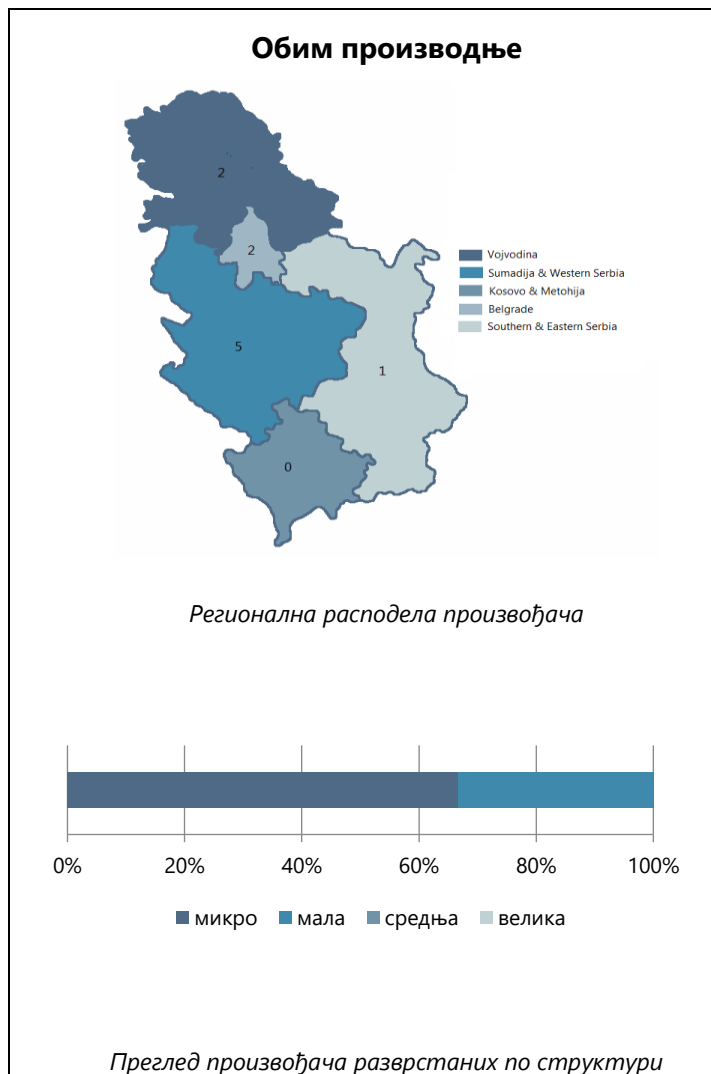 Обим производње
2
2
5
1
0
Vojvodina
Sumadija & Western Serbia
Kosovo & Metohija
Belgrade
Southern & Eastern Serbia
Регионална расподела произвођача
0% 20% 40% 60% 80% 100%
микро мала средња велика
Преглед произвођача разврстаних по структури